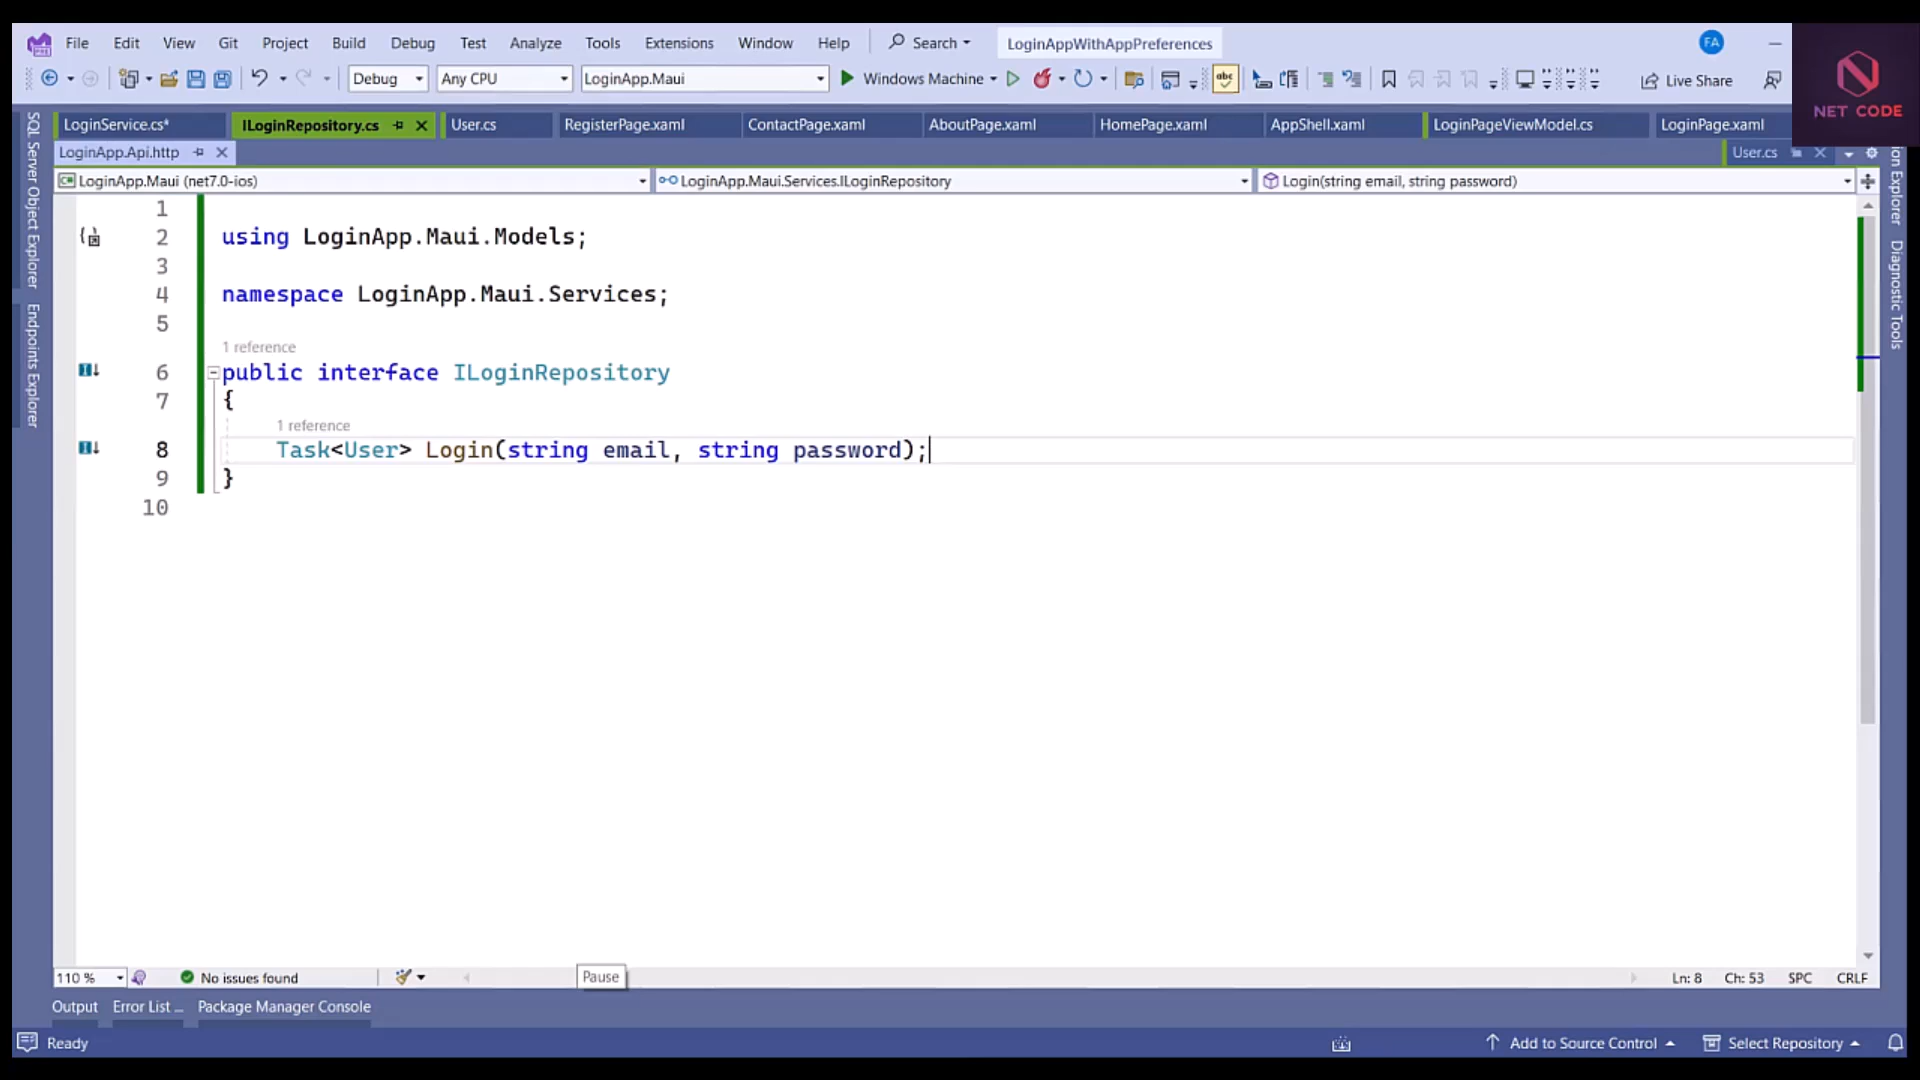 File Edit View Git Project Build Debug Test Analyze Tools Extensions Window Help Search LoginAppWithAppPreferences FA
Debug Any CPU LoginApp.Maui Windows Machine abc Live Share
NET CODE
LoginService.cs* ILoginRepository.cs User.cs RegisterPage.xaml ContactPage.xaml AboutPage.xaml HomePage.xaml AppShell.xaml LoginPageViewModel.cs LoginPage.xaml
LoginApp.Api.http User.cs
LoginApp.Maui (net7.0-ios) LoginApp.Maui.Services.ILoginRepository Login(string email, string password)
SQL Server Object Explorer
Endpoints Explorer
Diagnostic Tools
1
2 using LoginApp.Maui.Models;
3
4 namespace LoginApp.Maui.Services;
5
1 reference
6 public interface ILoginRepository
7 {
1 reference
8 Task<User> Login(string email, string password);
9 }
10
110 % No issues found Pause Ln: 8 Ch: 53 SPC CRLF
Output Error List ... Package Manager Console
Ready Add to Source Control Select Repository